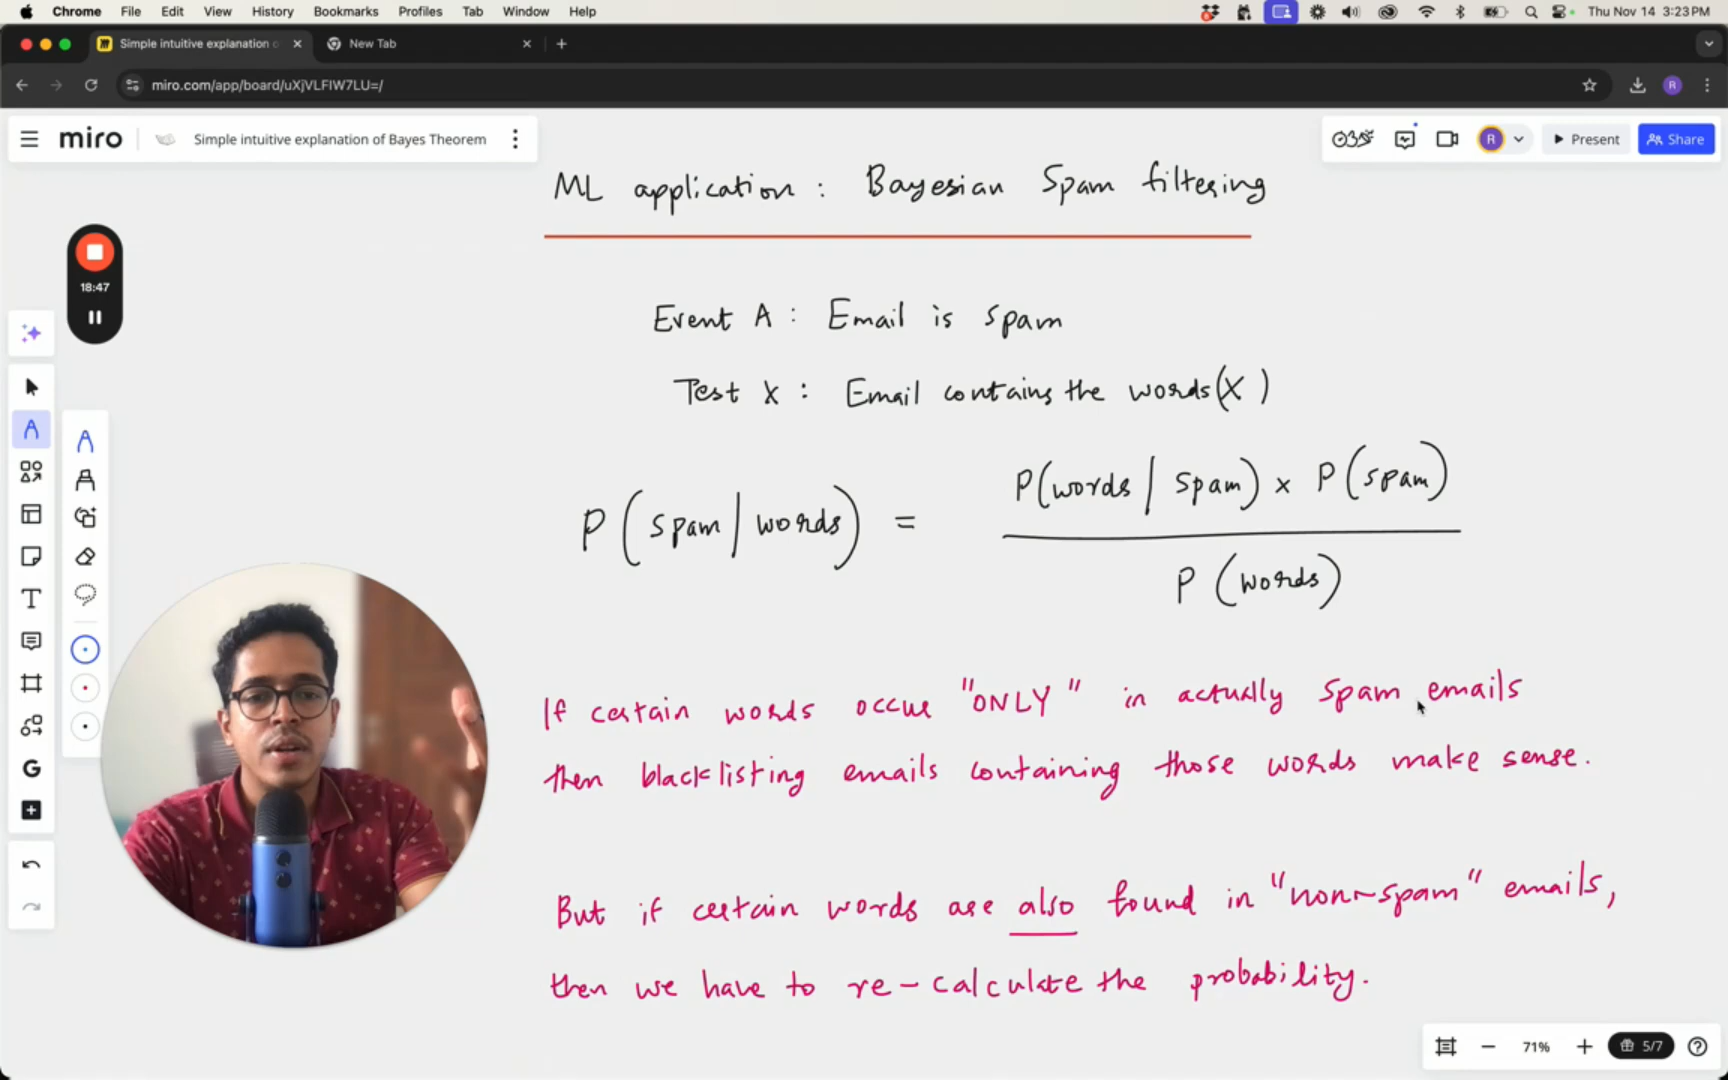 Chrome File Edit View History Bookmarks Profiles Tab Window Help Thu Nov 14 3:23 PM
Simple intuitive explanation o New Tab
miro.com/app/board/uXjVLFIW7LU=/ R
miro Simple intuitive explanation of Bayes Theorem R Present Share
ML application : Bayesian Spam filtering
18:47
Event A : Email is spam
Test X : Email contains the words (X)
P(words | spam) x P(spam)
P(spam | words) =
P(words)
If certain words occur "ONLY" in actually spam emails
then blacklisting emails containing those words make sense.
But if certain words are also found in "non-spam" emails,
then we have to re-calculate the probability.
71% 5/7